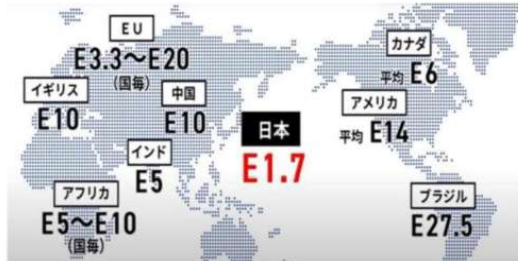 EU
E3.3～E20
(国毎)
イギリス
E10
中国
E10
インド
E5
アフリカ
E5～E10
(国毎)
日本
E1.7
カナダ
平均 E6
アメリカ
平均 E14
ブラジル
E27.5